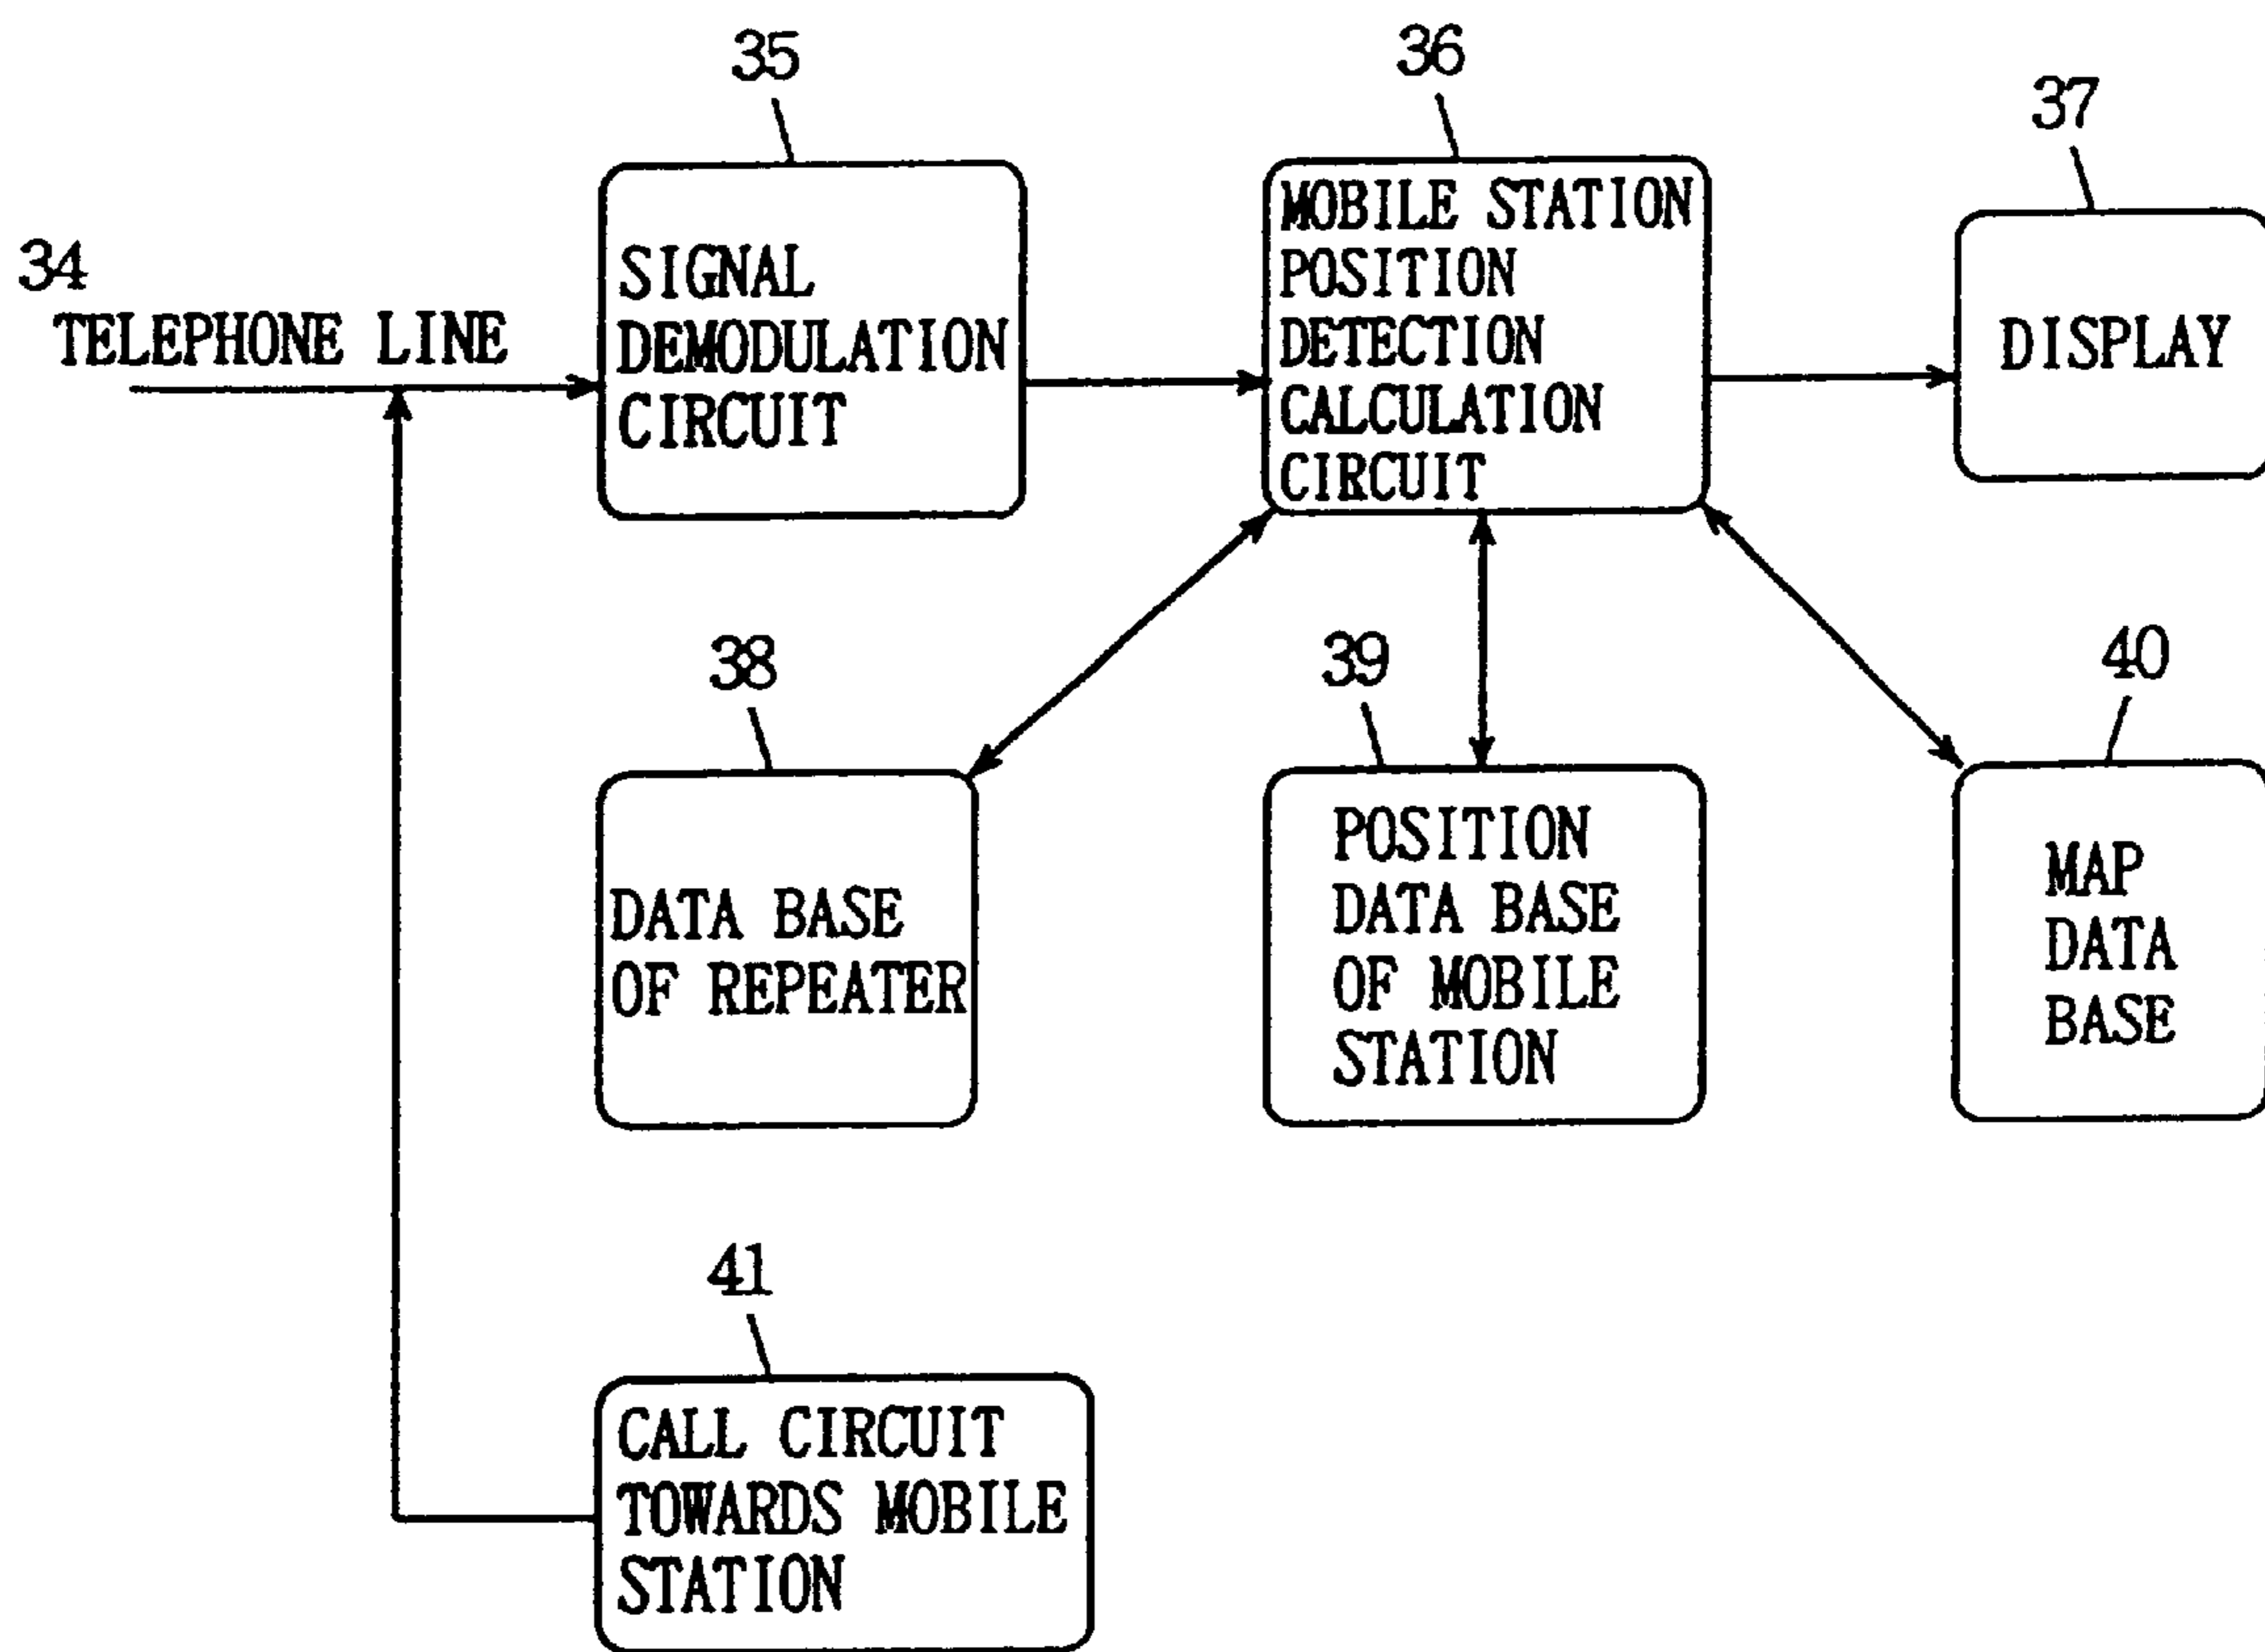 35
36
37
34
TELEPHONE LINE
SIGNAL
DEMODULATION
CIRCUIT
MOBILE STATION
POSITION
DETECTION
CALCULATION
CIRCUIT
DISPLAY
38
39
40
DATA BASE
OF REPEATER
POSITION
DATA BASE
OF MOBILE
STATION
MAP
DATA
BASE
41
CALL CIRCUIT
TOWARDS MOBILE
STATION